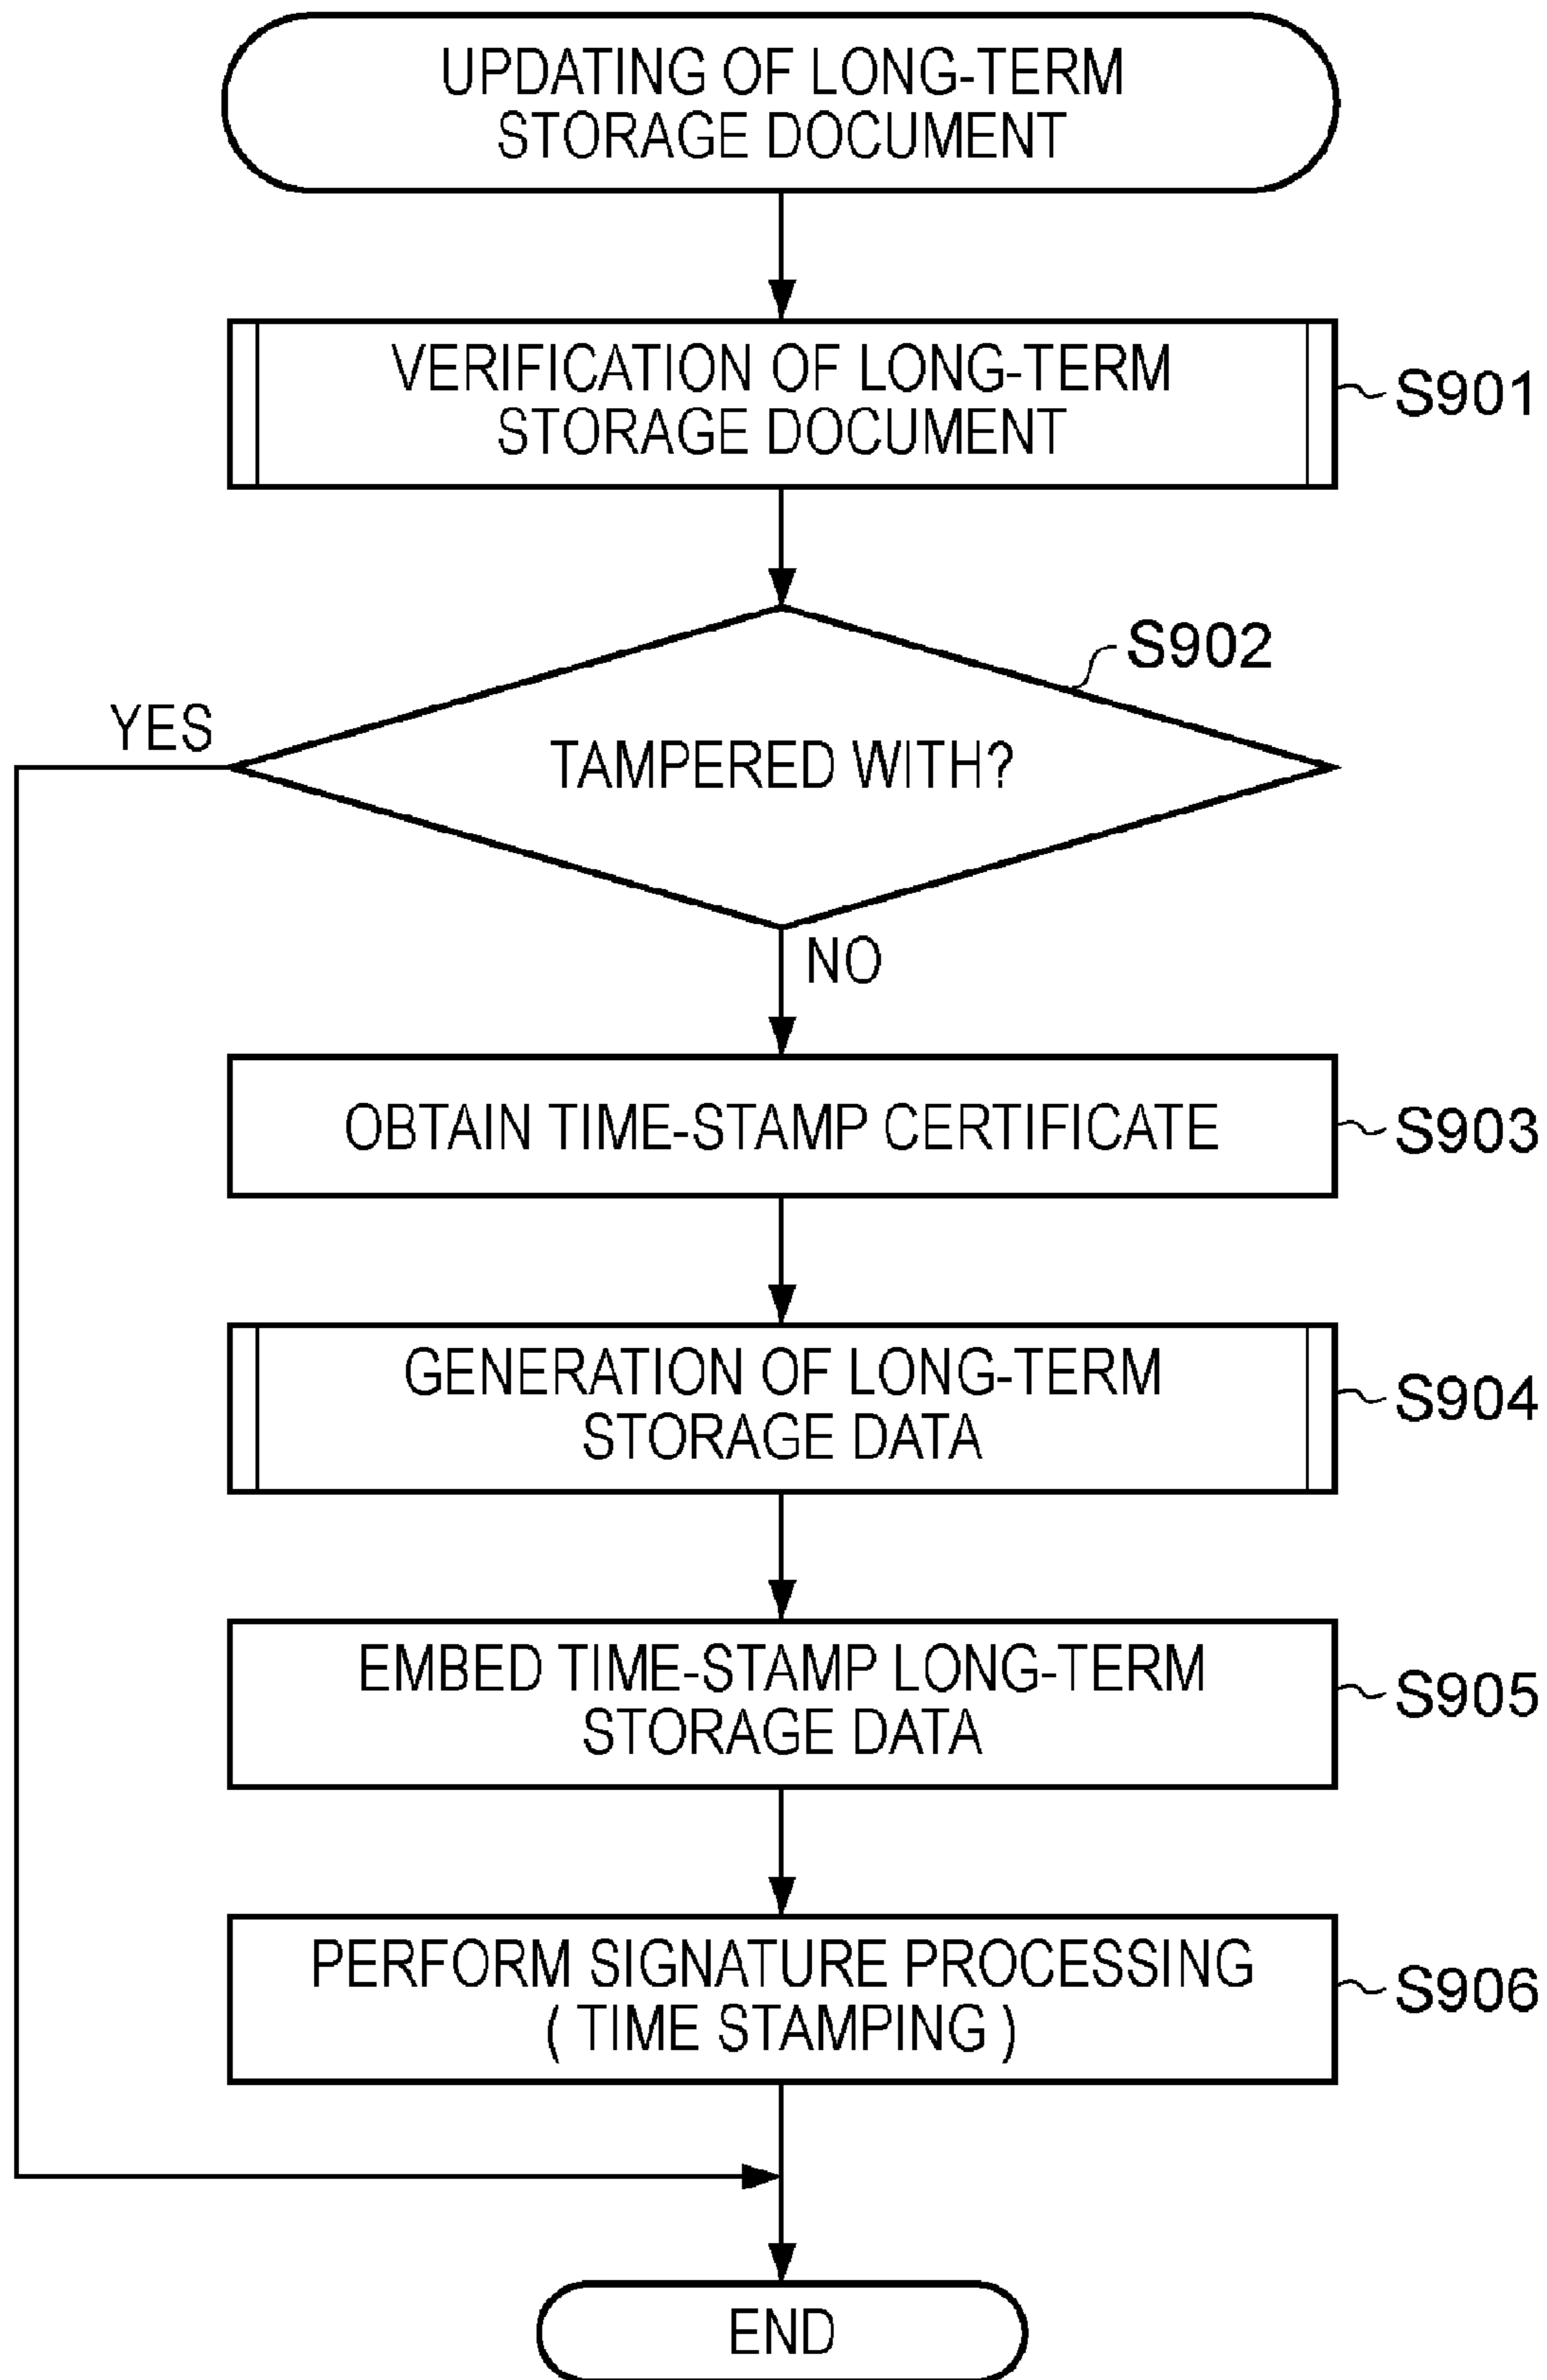 UPDATING OF LONG-TERM
STORAGE DOCUMENT
VERIFICATION OF LONG-TERM
STORAGE DOCUMENT
S901
S902
YES
TAMPERED WITH?
NO
OBTAIN TIME-STAMP CERTIFICATE
S903
GENERATION OF LONG-TERM
STORAGE DATA
S904
EMBED TIME-STAMP LONG-TERM
STORAGE DATA
S905
PERFORM SIGNATURE PROCESSING
( TIME STAMPING )
S906
END